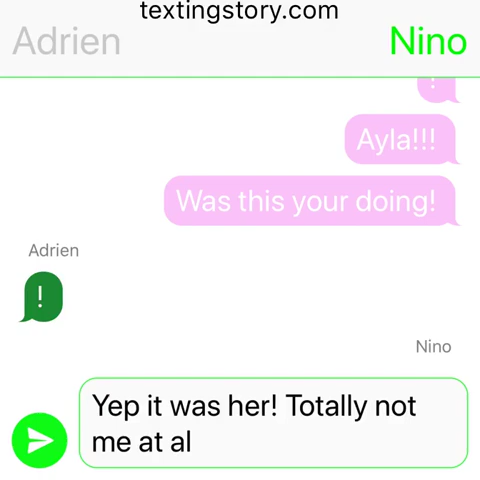 textingstory.com
Adrien
Nino
!
Ayla!!!
Was this your doing!
Adrien
!
Nino
Yep it was her! Totally not
me at al